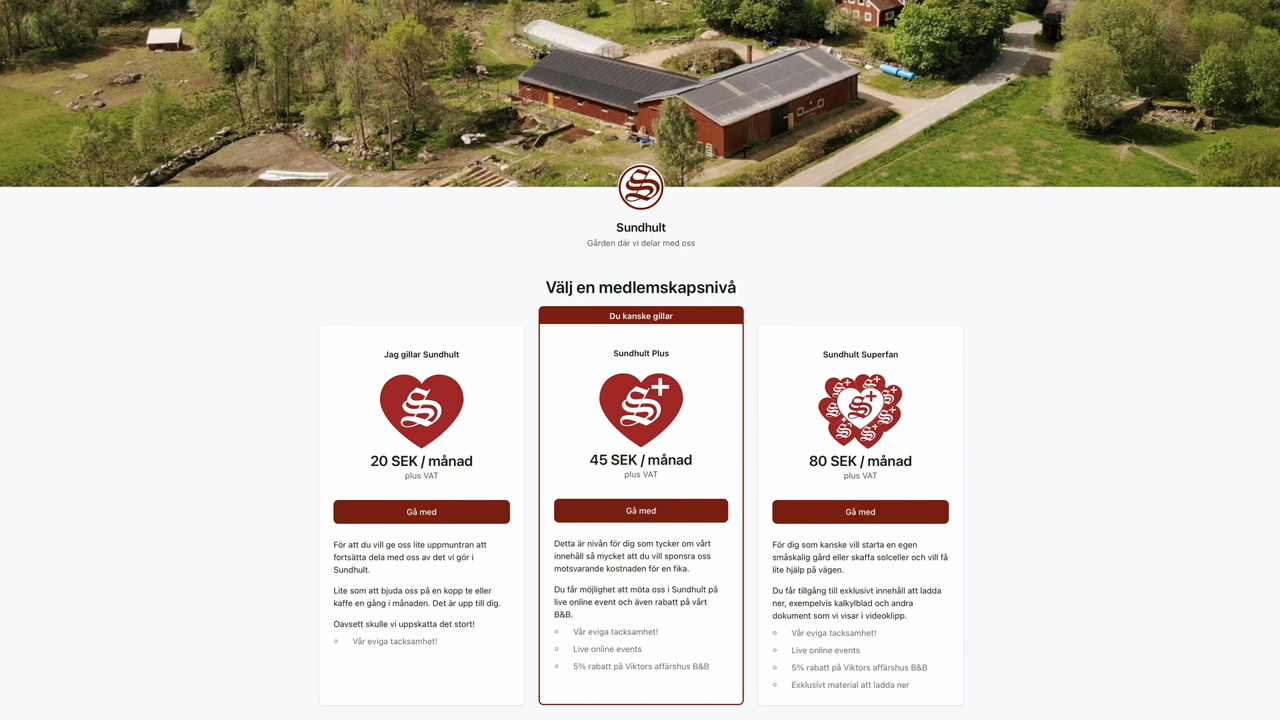 S
Sundhult
Gården där vi delar med oss
Välj en medlemskapsnivå
Jag gillar Sundhult
S
20 SEK / månad
plus VAT
Gå med
För att du vill ge oss lite uppmuntran att
fortsätta dela med oss av det vi gör i
Sundhult.
Lite som att bjuda oss på en kopp te eller
kaffe en gång i månaden. Det är upp till dig.
Oavsett skulle vi uppskatta det stort!
Vår eviga tacksamhet!
Du kanske gillar
Sundhult Plus
S+
45 SEK / månad
plus VAT
Gå med
Detta är nivån för dig som tycker om vårt
innehåll så mycket att du vill sponsra oss
motsvarande kostnaden för en fika.
Du får möjlighet att möta oss i Sundhult på
live online event och även rabatt på vårt
B&B.
Vår eviga tacksamhet!
Live online events
5% rabatt på Viktors affärshus B&B
Sundhult Superfan
S+
80 SEK / månad
plus VAT
Gå med
För dig som kanske vill starta en egen
småskalig gård eller skaffa solceller och vill få
lite hjälp på vägen.
Du får tillgång till exklusivt innehåll att ladda
ner, exempelvis kalkylblad och andra
dokument som vi visar i videoklipp.
Vår eviga tacksamhet!
Live online events
5% rabatt på Viktors affärshus B&B
Exklusivt material att ladda ner